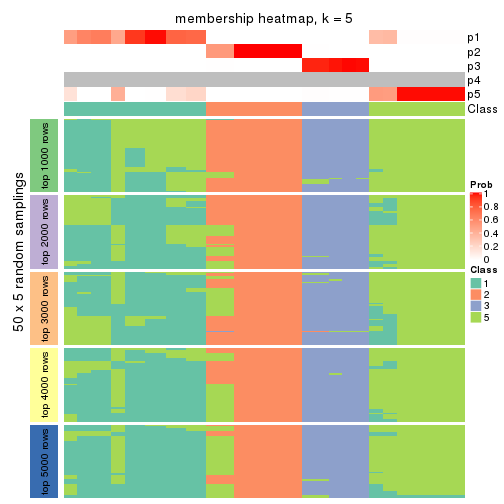 membership heatmap, k = 5
p1
p2
p3
p4
p5
Class
50 x 5 random samplings
top 1000 rows
top 2000 rows
top 3000 rows
top 4000 rows
top 5000 rows
Prob
1
0.8
0.6
0.4
0.2
0
Class
1
2
3
5